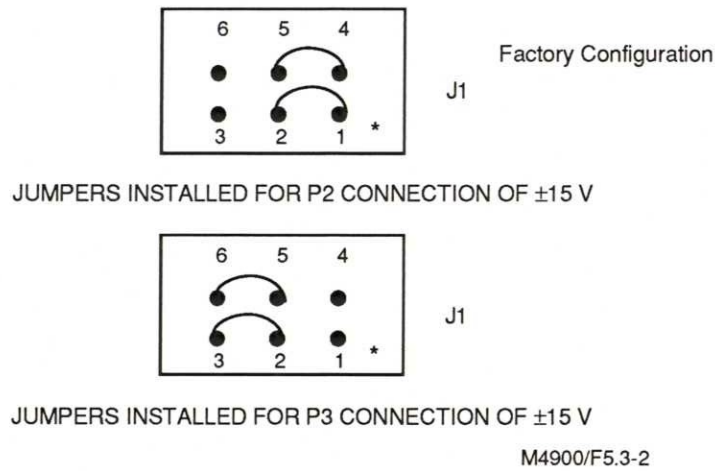 6 5 4
Factory Configuration
J1
3 2 1 *
JUMPERS INSTALLED FOR P2 CONNECTION OF ±15 V
6 5 4
J1
3 2 1 *
JUMPERS INSTALLED FOR P3 CONNECTION OF ±15 V
M4900/F5.3-2